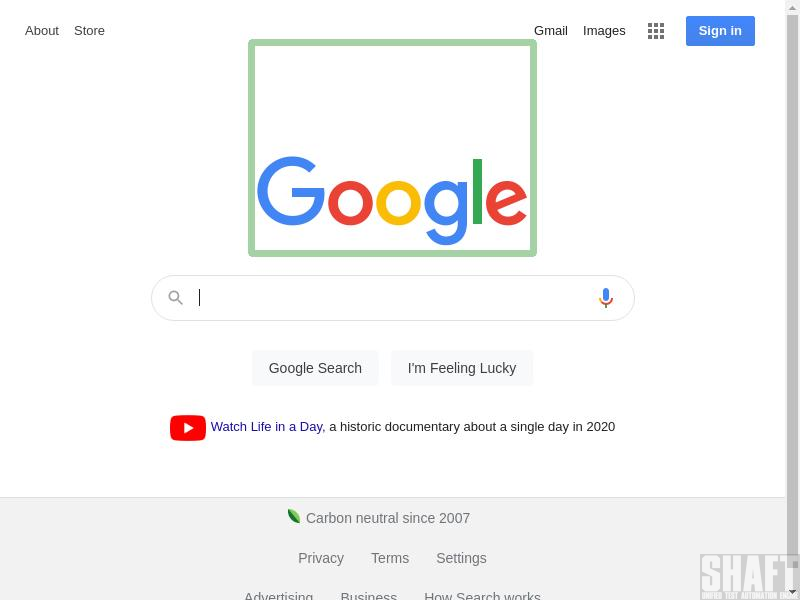 About Store Gmail Images Sign in
Google
Google Search I'm Feeling Lucky
Watch Life in a Day, a historic documentary about a single day in 2020
Carbon neutral since 2007
Privacy Terms Settings
Advertising Business How Search works
SHAFT